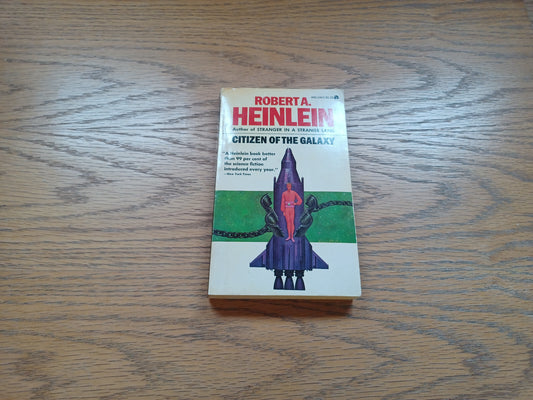 ROBERT A.
HEINLEIN
Author of STRANGER IN A STRANGE LAND
CITIZEN OF THE GALAXY
"A Heinlein book better
than 99 per cent of
the science fiction
introduced every year."
—New York Times